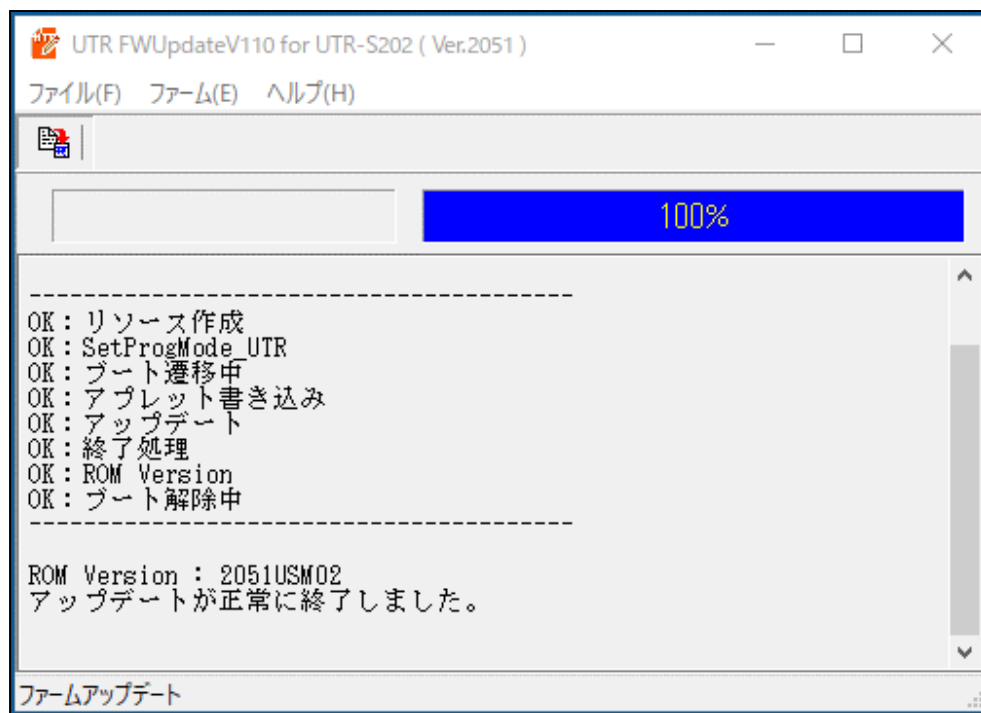 UTR FWUpdateV110 for UTR-S202 ( Ver.2051 )
ファイル(F) ファーム(E) ヘルプ(H)
100%
---------------------------------------
OK：リソース作成
OK：SetProgMode_UTR
OK：ブート遷移中
OK：アプレット書き込み
OK：アップデート
OK：終了処理
OK：ROM Version
OK：ブート解除中
---------------------------------------
ROM Version : 2051USM02
アップデートが正常に終了しました。
ファームアップデート